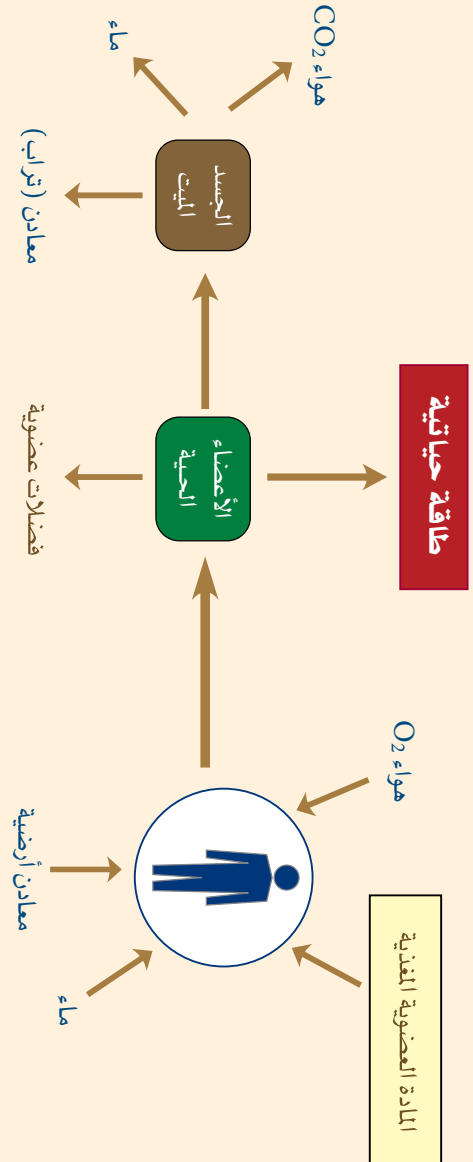 المادة العضوية المغذية
هواء O2
معادن أرضية
ماء
طاقة حياتية
الأعضاء
الحية
فضلات عضوية
الجسد
الميت
هواء CO2
ماء
معادن (تراب)